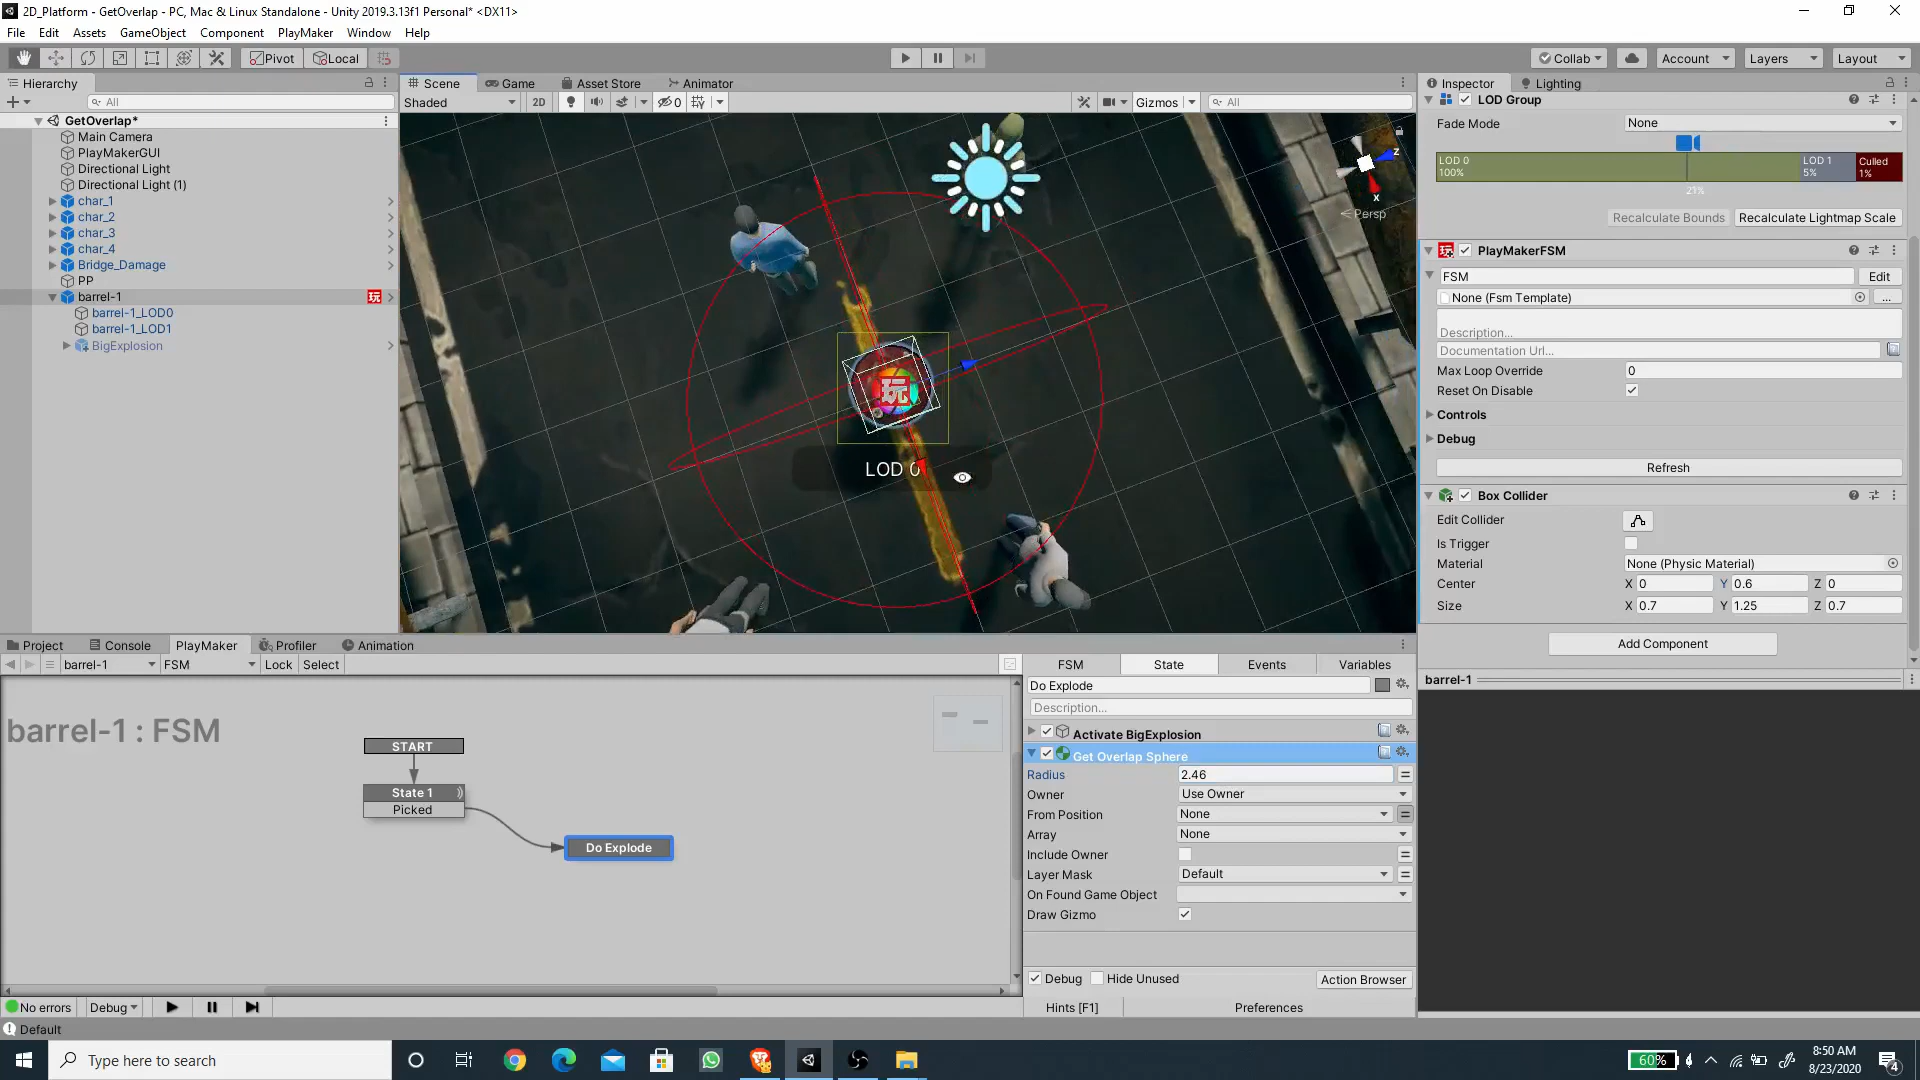 2D_Platform - GetOverlap - PC, Mac & Linux Standalone - Unity 2019.3.13f1 Personal* <DX11>
File Edit Assets GameObject Component PlayMaker Window Help
Pivot Local Collab Account Layers Layout
Hierarchy
All
GetOverlap*
Main Camera
PlayMakerGUI
Directional Light
Directional Light (1)
char_1
char_2
char_3
char_4
Bridge_Damage
PP
barrel-1 玩
barrel-1_LOD0
barrel-1_LOD1
BigExplosion
Scene Game Asset Store Animator
Shaded 2D 0 Gizmos All
z
x
Persp
玩
LOD 0
Inspector Lighting
LOD Group
Fade Mode None
LOD 0 LOD 1 Culled
100% 5% 1%
21%
Recalculate Bounds Recalculate Lightmap Scale
玩 PlayMakerFSM
FSM Edit
None (Fsm Template) ...
Description...
Documentation Url...
Max Loop Override 0
Reset On Disable
Controls
Debug
Refresh
Box Collider
Edit Collider
Is Trigger
Material None (Physic Material)
Center X 0 Y 0.6 Z 0
Size X 0.7 Y 1.25 Z 0.7
Add Component
barrel-1
Project Console PlayMaker Profiler Animation
barrel-1 FSM Lock Select
barrel-1 : FSM
START
State 1
Picked
Do Explode
FSM State Events Variables
Do Explode
Description...
Activate BigExplosion
Get Overlap Sphere
Radius 2.46
Owner Use Owner
From Position None
Array None
Include Owner
Layer Mask Default
On Found Game Object
Draw Gizmo
Debug Hide Unused Action Browser
No errors Debug Hints [F1] Preferences
Default
Type here to search
60%
8:50 AM
8/23/2020
4